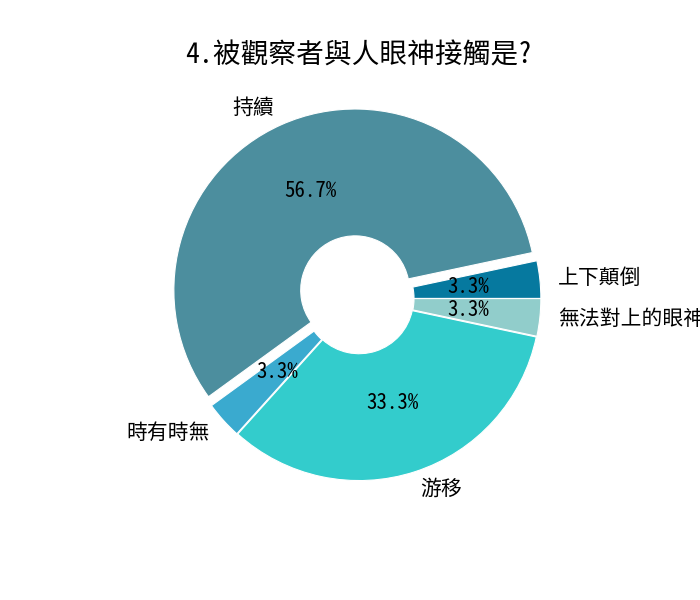 4.被觀察者與人眼神接觸是?
持續
56.7%
上下顛倒
3.3%
3.3%
無法對上的眼神
3.3%
33.3%
時有時無
游移